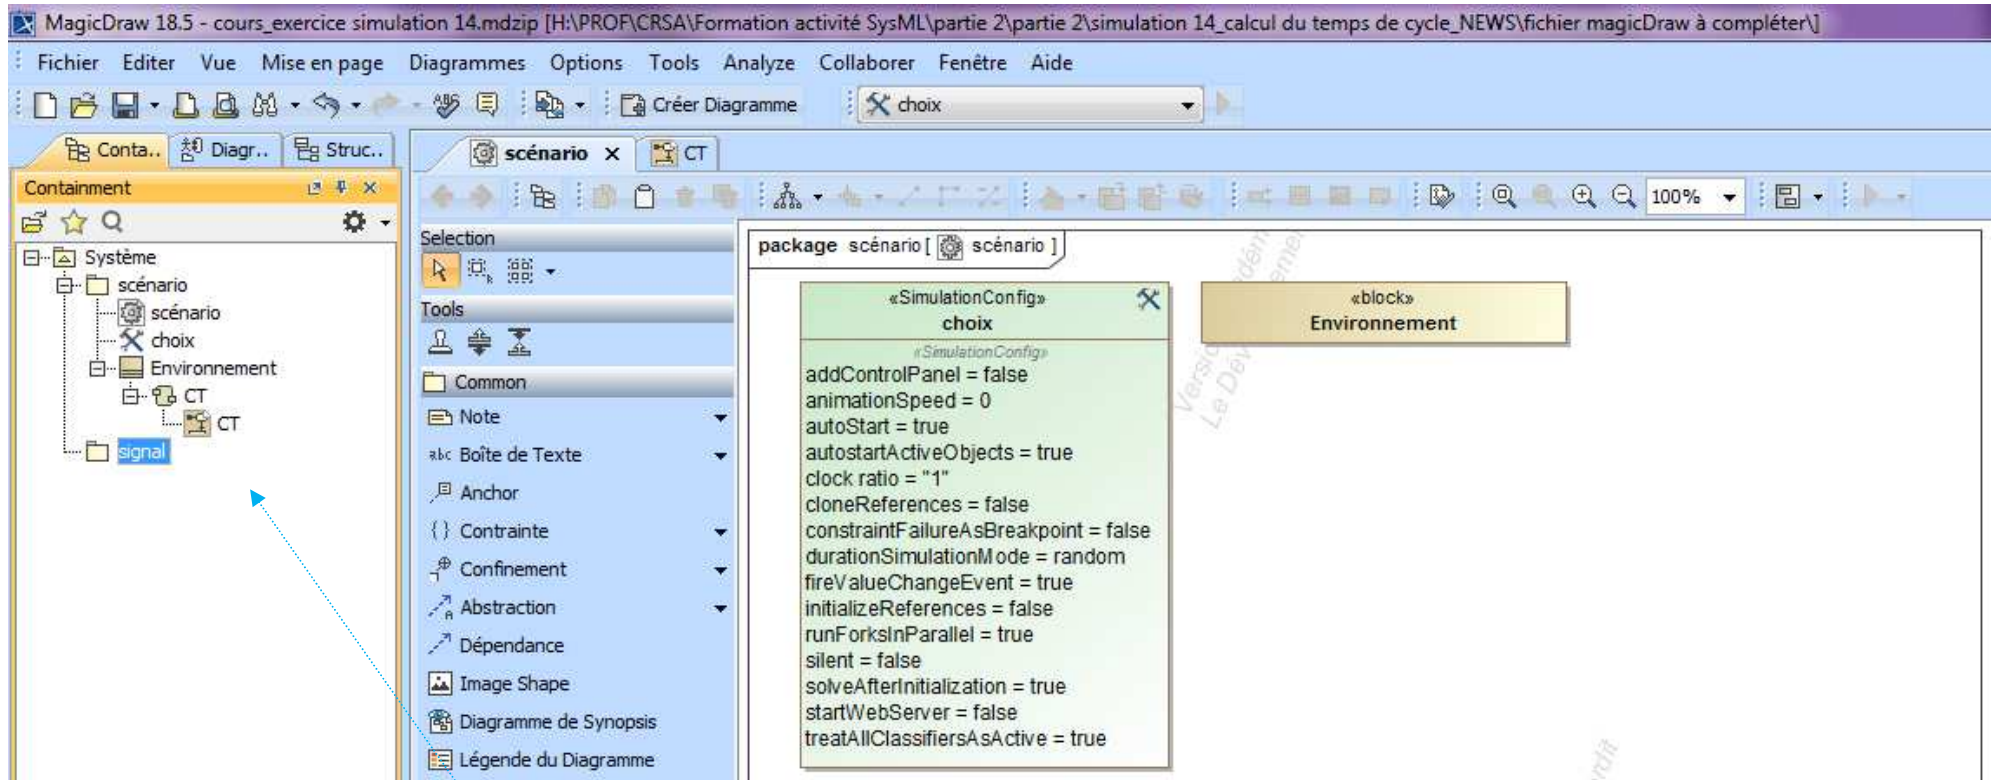 MagicDraw 18.5 - cours_exercice simulation 14.mdzip [H:\PROF\CRSA\Formation activité SysML\partie 2\partie 2\simulation 14_calcul du temps de cycle_NEWS\fichier magicDraw à compléter\]
Fichier Editer Vue Mise en page Diagrammes Options Tools Analyze Collaborer Fenêtre Aide
Créer Diagramme choix
Conta.. Diagr.. Struc.. scénario CT
Containment
100%
Système
scénario
scénario
choix
Environnement
CT
CT
signal
Selection
Tools
Common
Note
abc Boîte de Texte
Anchor
{} Contrainte
Confinement
Abstraction
Dépendance
Image Shape
Diagramme de Synopsis
Légende du Diagramme
package scénario [ scénario ]
«SimulationConfig»
choix
«SimulationConfig»
addControlPanel = false
animationSpeed = 0
autoStart = true
autostartActiveObjects = true
clock ratio = "1"
cloneReferences = false
constraintFailureAsBreakpoint = false
durationSimulationMode = random
fireValueChangeEvent = true
initializeReferences = false
runForksInParallel = true
silent = false
solveAfterInitialization = true
startWebServer = false
treatAllClassifiersAsActive = true
«block»
Environnement